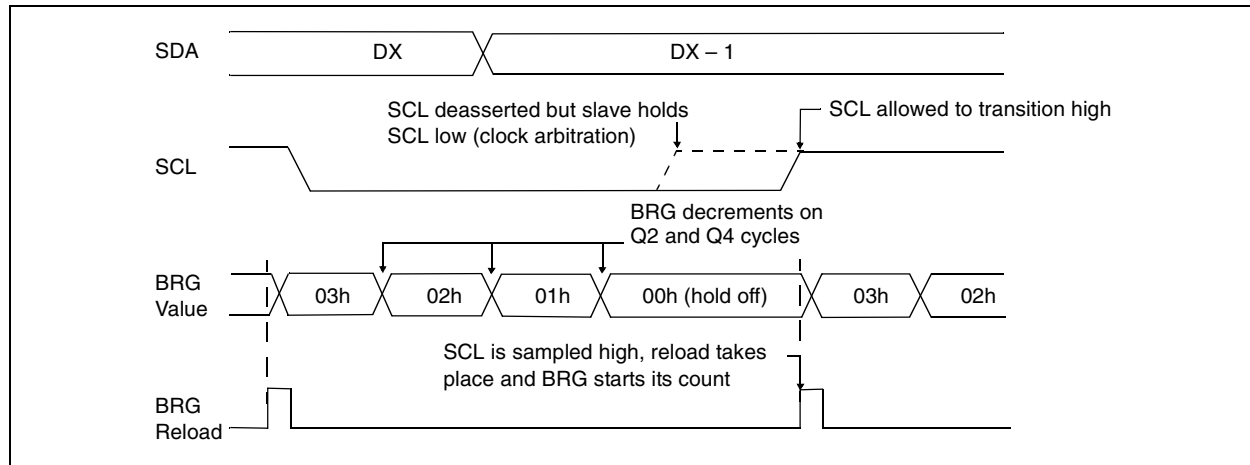 SDA
DX
DX – 1
SCL deasserted but slave holds
SCL low (clock arbitration)
SCL allowed to transition high
SCL
BRG decrements on
Q2 and Q4 cycles
BRG
Value
03h
02h
01h
00h (hold off)
03h
02h
SCL is sampled high, reload takes
place and BRG starts its count
BRG
Reload